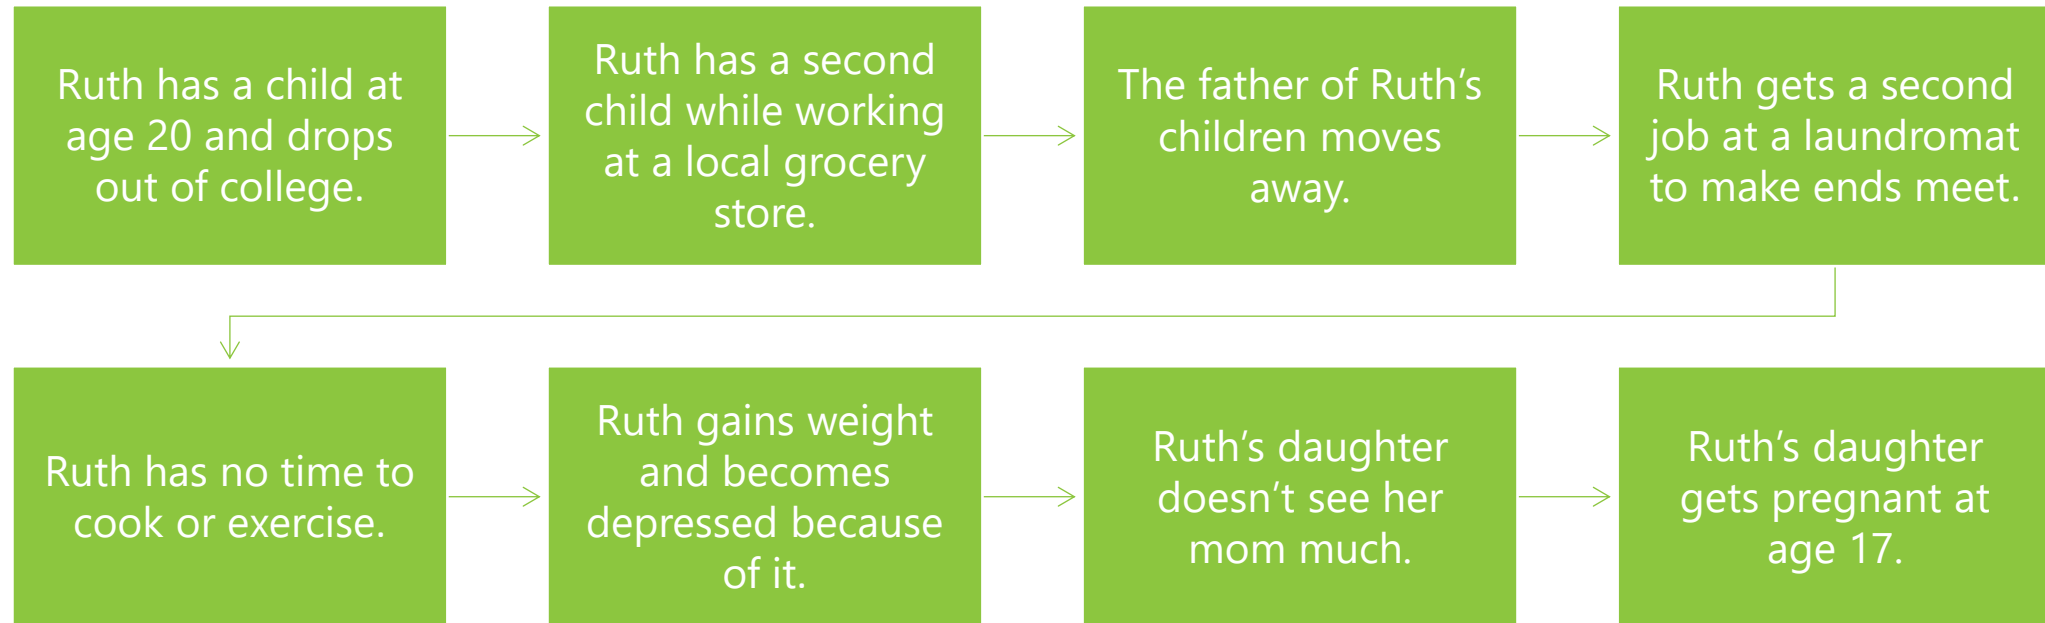 Ruth has a child at
age 20 and drops
out of college.
Ruth has a second
child while working
at a local grocery
store.
The father of Ruth’s
children moves
away.
Ruth gets a second
job at a laundromat
to make ends meet.
Ruth has no time to
cook or exercise.
Ruth gains weight
and becomes
depressed because
of it.
Ruth’s daughter
doesn’t see her
mom much.
Ruth’s daughter
gets pregnant at
age 17.